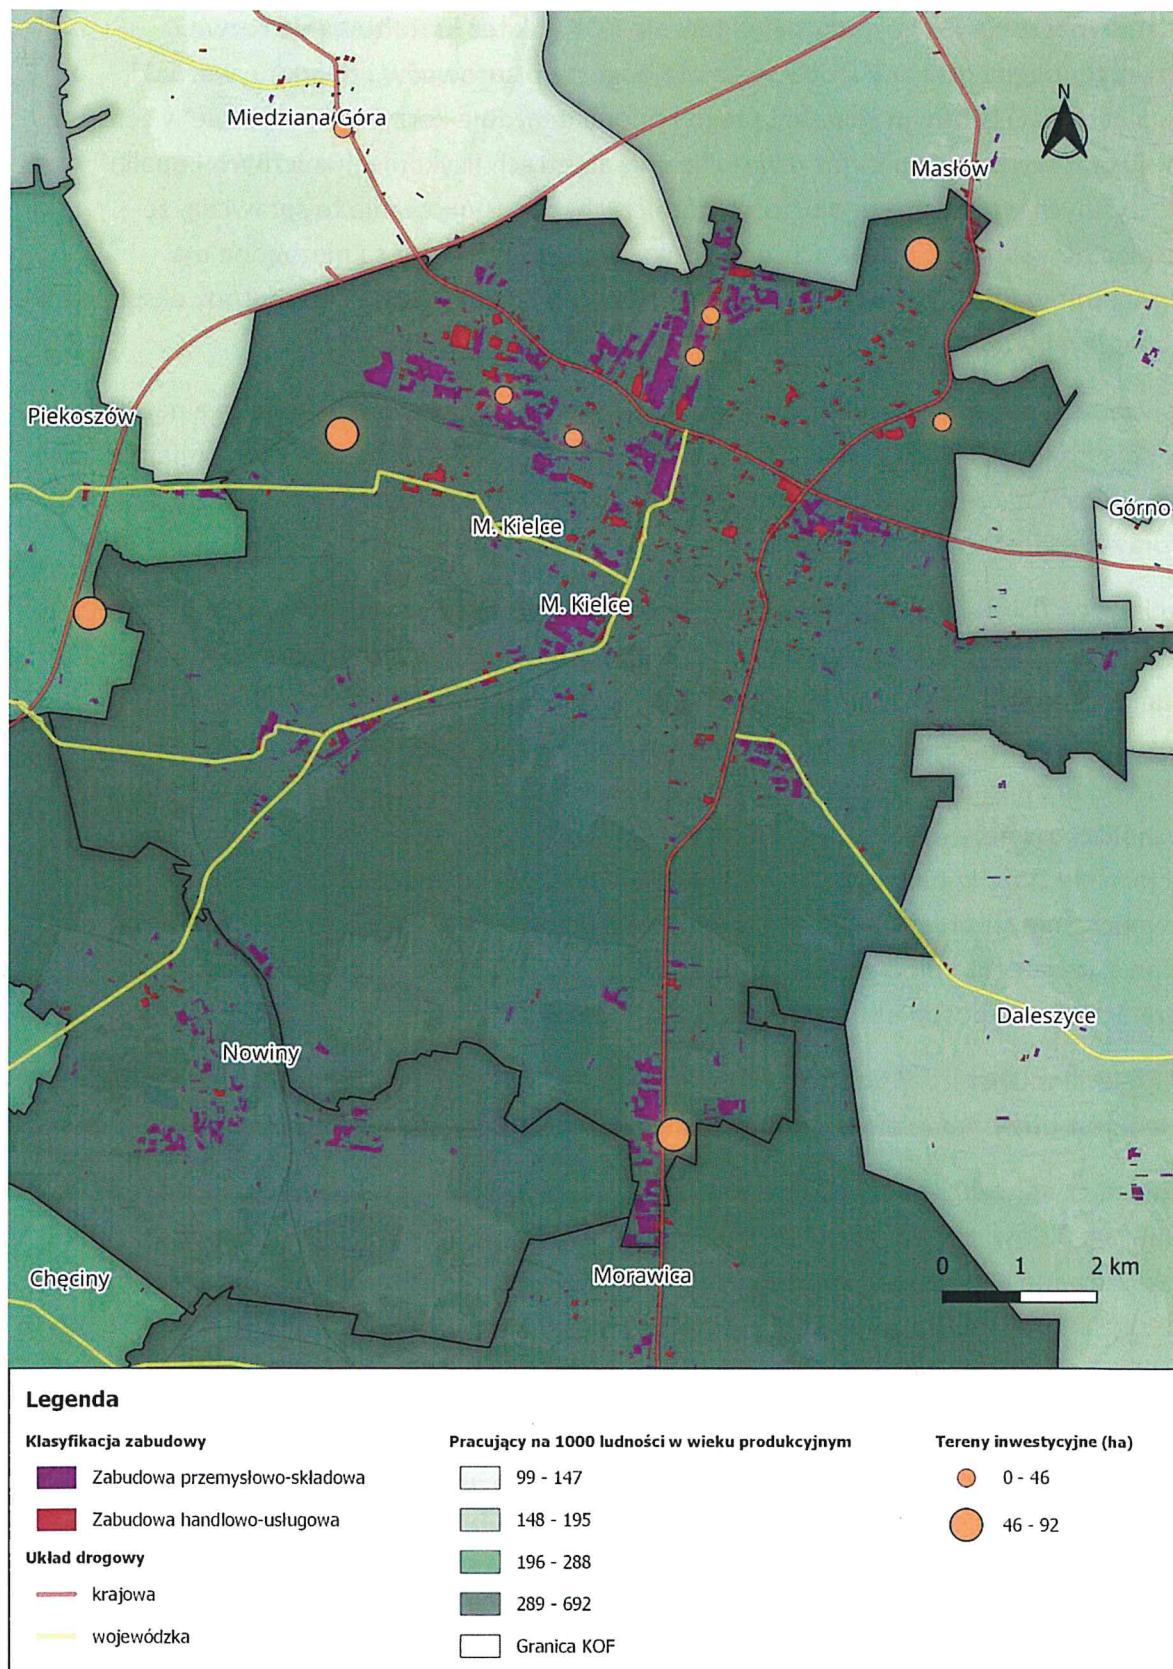 N
Miedziana Góra
Masłów
Piekoszów
Górno
M. Kielce
M. Kielce
Daleszyce
Nowiny
Chęciny
Morawica
0 1 2 km
Legenda
Klasyfikacja zabudowy
Zabudowa przemysłowo-składowa
Zabudowa handlowo-usługowa
Układ drogowy
krajowa
wojewódzka
Pracujący na 1000 ludności w wieku produkcyjnym
99 - 147
148 - 195
196 - 288
289 - 692
Granica KOF
Tereny inwestycyjne (ha)
0 - 46
46 - 92